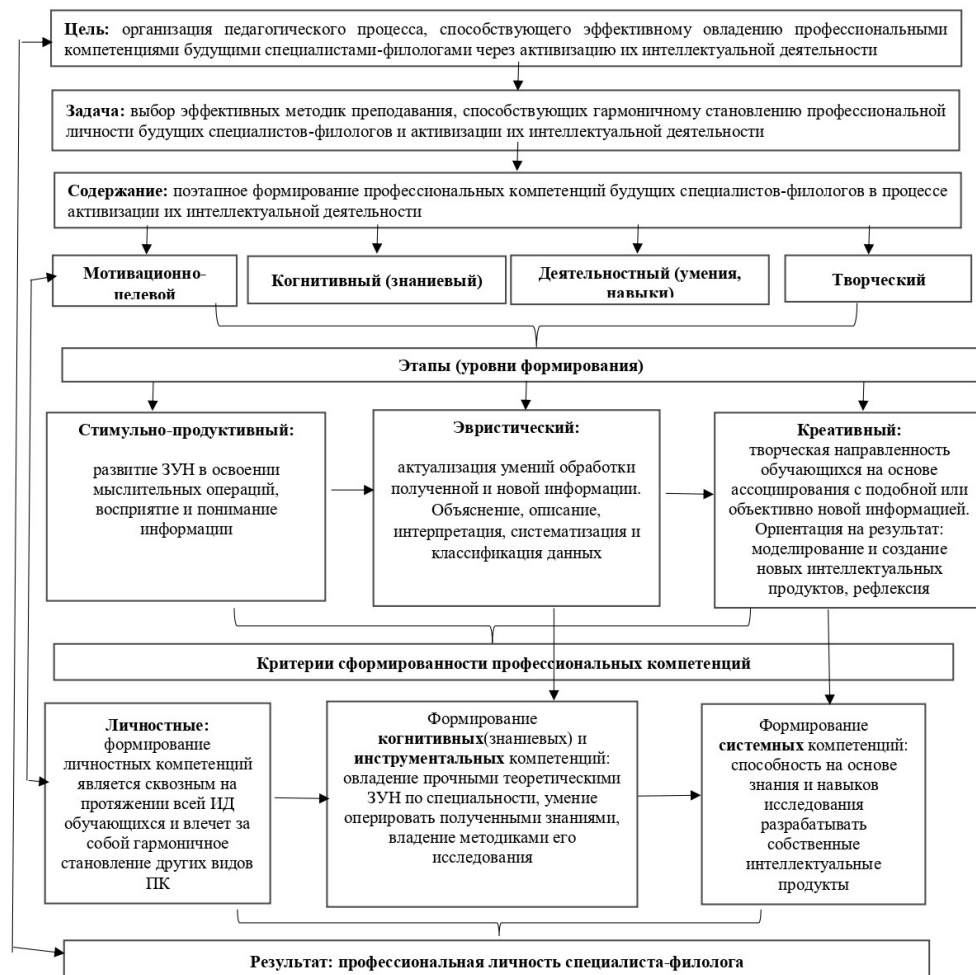 Цель: организация педагогического процесса, способствующего эффективному овладению профессиональными
компетенциями будущими специалистами-филологами через активизацию их интеллектуальной деятельности
Задача: выбор эффективных методик преподавания, способствующих гармоничному становлению профессиональной
личности будущих специалистов-филологов и активизации их интеллектуальной деятельности
Содержание: поэтапное формирование профессиональных компетенций будущих специалистов-филологов в процессе
активизации их интеллектуальной деятельности
Мотивационно-
целевой
Когнитивный (знаниевый)
Деятельностный (умения,
навыки)
Творческий
Этапы (уровни формирования)
Стимульно-продуктивный:
развитие ЗУН в освоении
мыслительных операций,
восприятие и понимание
информации
Эвристический:
актуализация умений обработки
полученной и новой информации.
Объяснение, описание,
интерпретация, систематизация и
классификация данных
Креативный:
творческая направленность
обучающихся на основе
ассоциирования с подобной или
объективно новой информацией.
Ориентация на результат:
моделирование и создание
новых интеллектуальных
продуктов, рефлексия
Критерии сформированности профессиональных компетенций
Личностные:
формирование
личностных компетенций
является сквозным на
протяжении всей ИД
обучающихся и влечет за
собой гармоничное
становление других видов
ПК
Формирование
когнитивных(знаниевых) и
инструментальных компетенций:
овладение прочными теоретическими
ЗУН по специальности, умение
оперировать полученными знаниями,
владение методиками его
исследования
Формирование
системных компетенций:
способность на основе
знания и навыков
исследования
разрабатывать
собственные
интеллектуальные
продукты
Результат: профессиональная личность специалиста-филолога